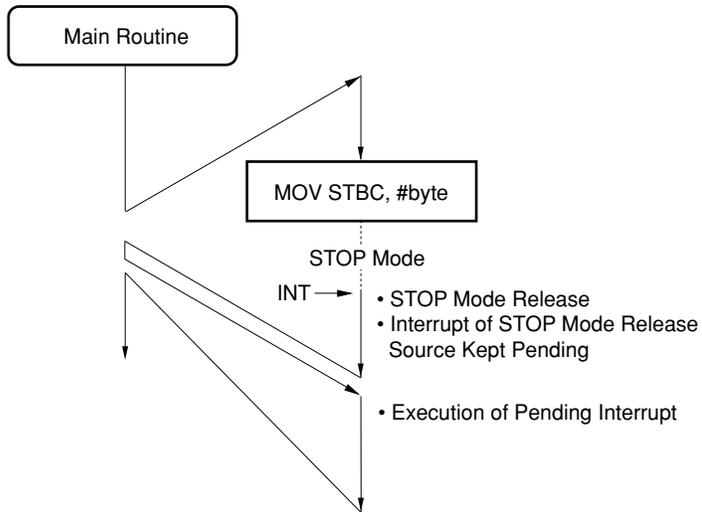 Main Routine
MOV STBC, #byte
STOP Mode
INT
• STOP Mode Release
• Interrupt of STOP Mode Release
Source Kept Pending
• Execution of Pending Interrupt